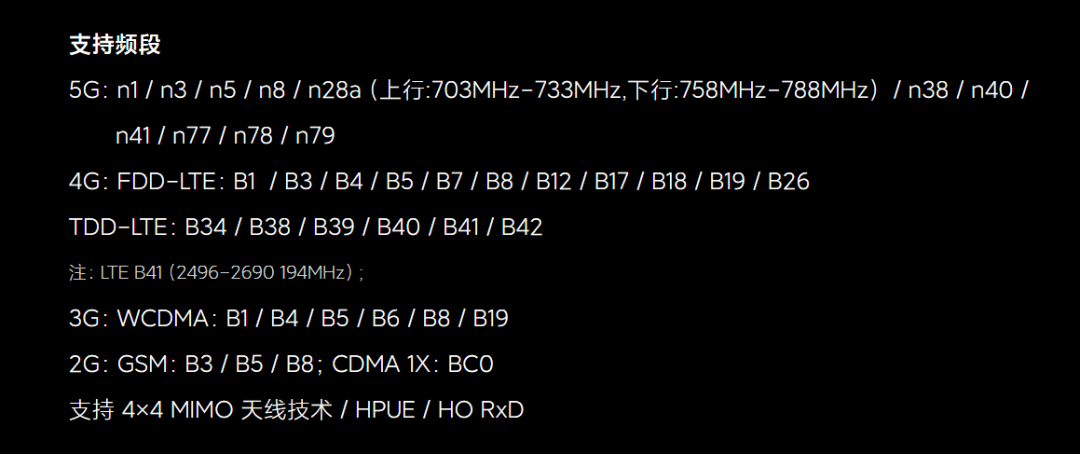 支持频段
5G: n1 / n3 / n5 / n8 / n28a（上行:703MHz-733MHz,下行:758MHz-788MHz）/ n38 / n40 /
n41 / n77 / n78 / n79
4G: FDD-LTE: B1 / B3 / B4 / B5 / B7 / B8 / B12 / B17 / B18 / B19 / B26
TDD-LTE: B34 / B38 / B39 / B40 / B41 / B42
注: LTE B41（2496-2690 194MHz）;
3G: WCDMA: B1 / B4 / B5 / B6 / B8 / B19
2G: GSM: B3 / B5 / B8; CDMA 1X: BC0
支持 4×4 MIMO 天线技术 / HPUE / HO RxD